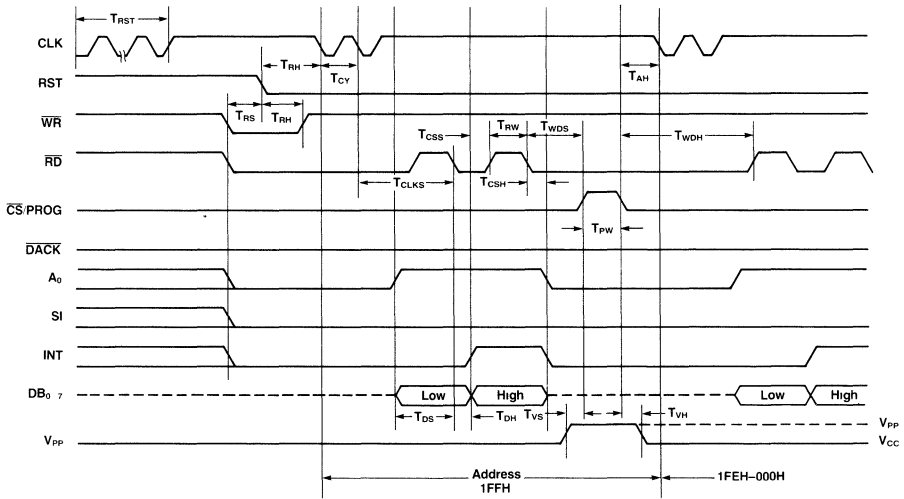 T_RST
CLK
T_RH
T_CY
T_AH
RST
T_RS
T_RH
WR
T_CSS
T_RW
T_WDS
T_WDH
RD
T_CLKS
T_CSH
CS/PROG
T_PW
DACK
A₀
SI
INT
DB₀ ₇
Low
High
Low
High
T_DS
T_DH
T_VS
T_VH
V_PP
V_PP
V_CC
Address
1FFH
1FEH–000H